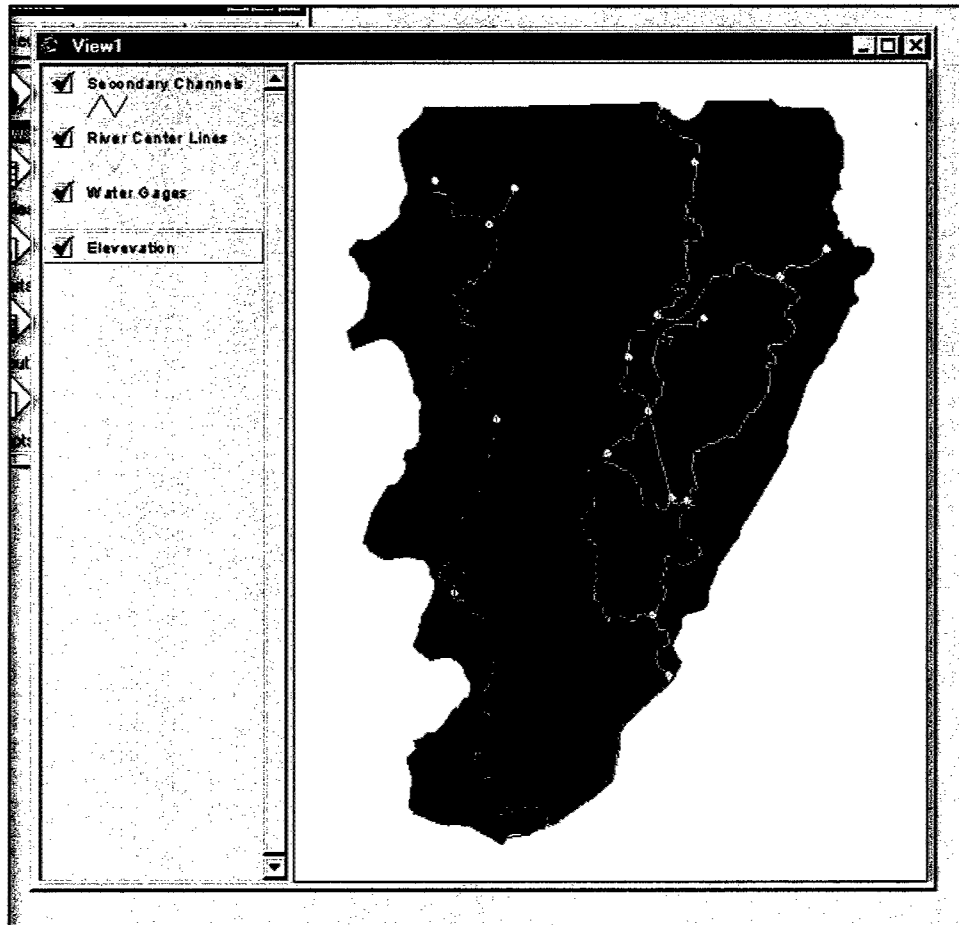 View1
Secondary Channels
River Center Lines
Water Gages
Elevevation